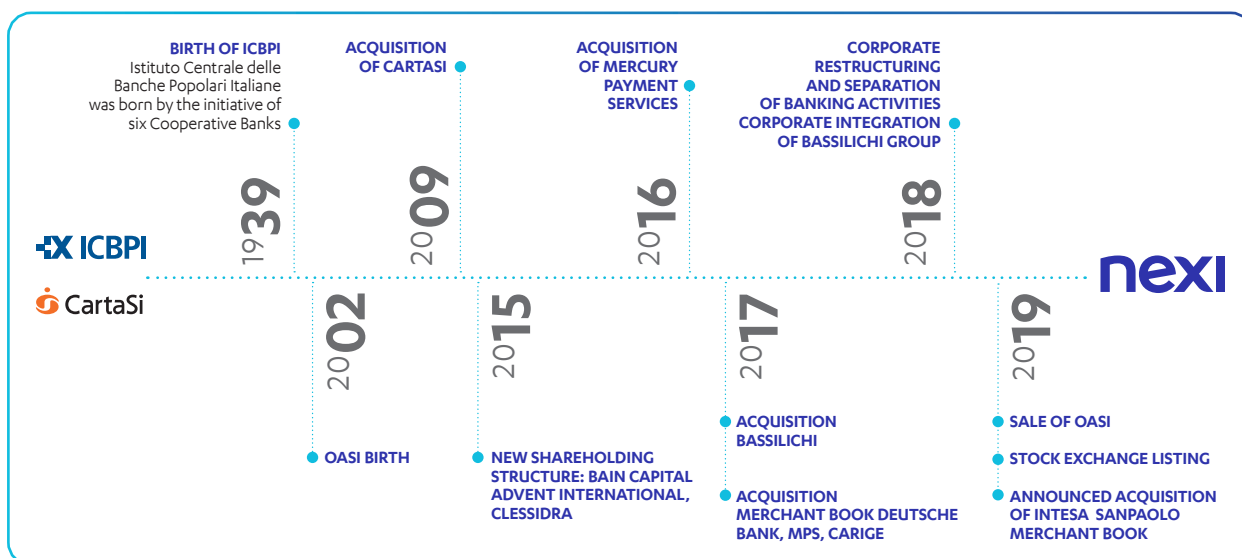 BIRTH OF ICBPI
Istituto Centrale delle
Banche Popolari Italiane
was born by the initiative of
six Cooperative Banks
1939
ACQUISITION
OF CARTASI
2009
ACQUISITION
OF MERCURY
PAYMENT
SERVICES
2016
CORPORATE
RESTRUCTURING
AND SEPARATION
OF BANKING ACTIVITIES
CORPORATE INTEGRATION
OF BASSILICHI GROUP
2018
ICBPI
CartaSi
nexi
2002
OASI BIRTH
2015
NEW SHAREHOLDING
STRUCTURE: BAIN CAPITAL
ADVENT INTERNATIONAL,
CLESSIDRA
2017
ACQUISITION
BASSILICHI
ACQUISITION
MERCHANT BOOK DEUTSCHE
BANK, MPS, CARIGE
2019
SALE OF OASI
STOCK EXCHANGE LISTING
ANNOUNCED ACQUISITION
OF INTESA SANPAOLO
MERCHANT BOOK